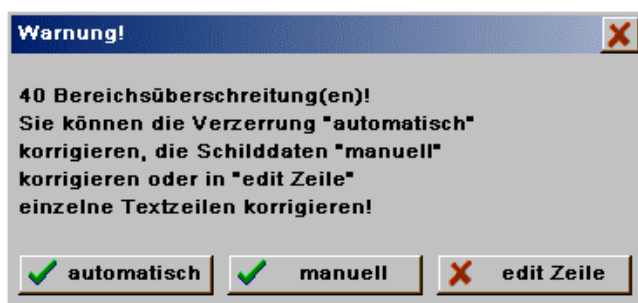 Warnung!
40 Bereichsüberschreitung(en)!
Sie können die Verzerrung "automatisch"
korrigieren, die Schilddaten "manuell"
korrigieren oder in "edit Zeile"
einzelne Textzeilen korrigieren!
automatisch manuell edit Zeile